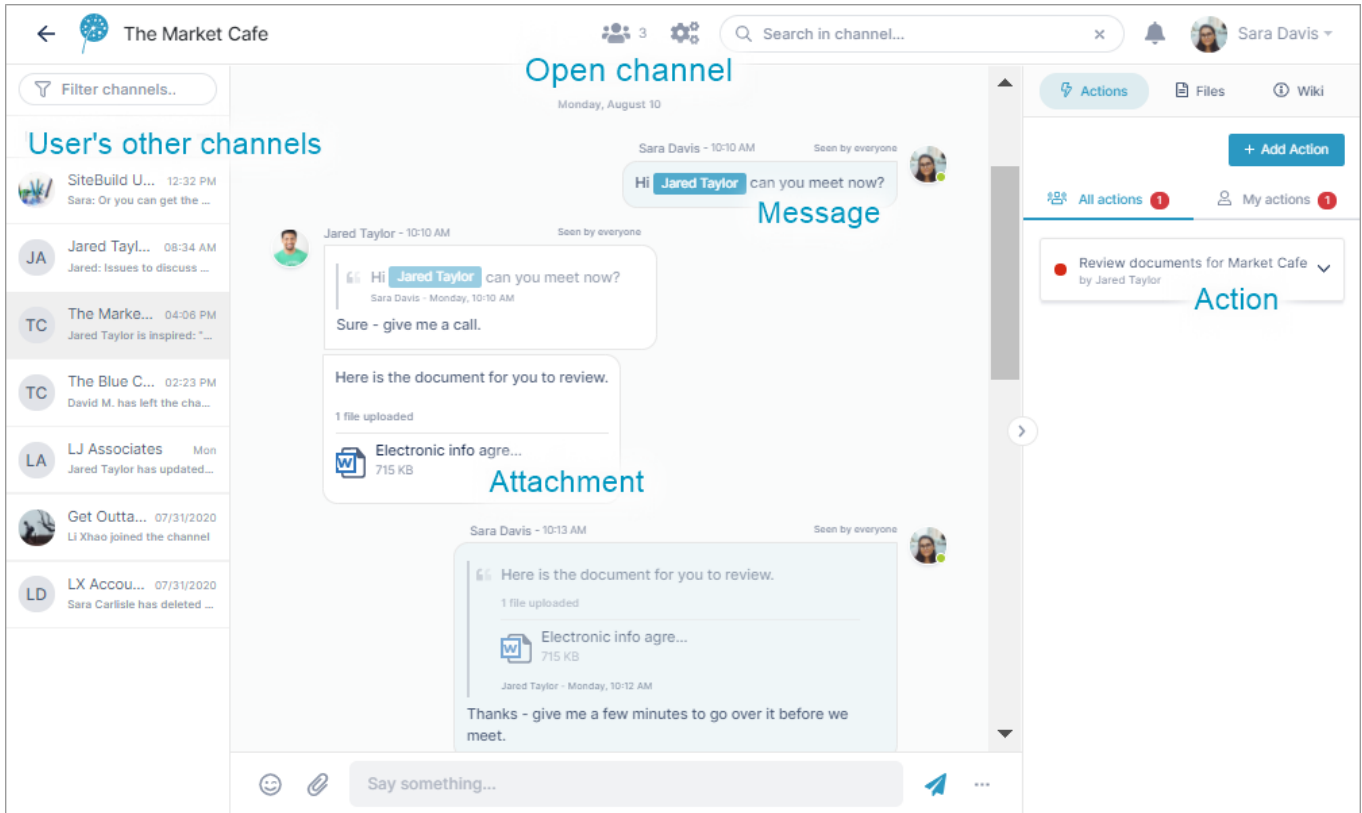 The Market Cafe
3
Search in channel...
Sara Davis
Open channel
Filter channels..
User's other channels
SiteBuild U... 12:32 PM
Sara: Or you can get the ...
JA
Jared Tayl... 08:34 AM
Jared: Issues to discuss ...
TC
The Marke... 04:06 PM
Jared Taylor is inspired: "...
TC
The Blue C... 02:23 PM
David M. has left the cha...
LA
LJ Associates Mon
Jared Taylor has updated...
Get Outta... 07/31/2020
Li Xhao joined the channel
LD
LX Accou... 07/31/2020
Sara Carlisle has deleted ...
Monday, August 10
Sara Davis - 10:10 AM Seen by everyone
Hi Jared Taylor can you meet now?
Message
Jared Taylor - 10:10 AM Seen by everyone
Hi Jared Taylor can you meet now?
Sara Davis - Monday, 10:10 AM
Sure - give me a call.
Here is the document for you to review.
1 file uploaded
W
Electronic info agre...
715 KB
Attachment
Sara Davis - 10:13 AM Seen by everyone
Here is the document for you to review.
1 file uploaded
W
Electronic info agre...
715 KB
Jared Taylor - Monday, 10:12 AM
Thanks - give me a few minutes to go over it before we
meet.
Say something...
Actions Files Wiki
+ Add Action
All actions 1 My actions 1
Review documents for Market Cafe
by Jared Taylor
Action